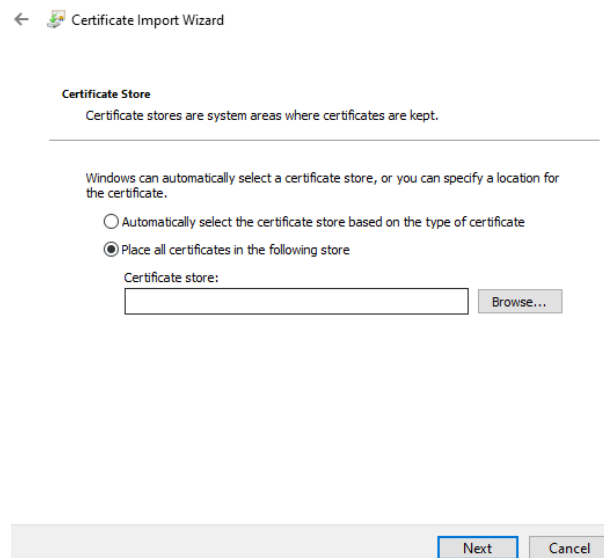 Certificate Import Wizard
Certificate Store
Certificate stores are system areas where certificates are kept.
Windows can automatically select a certificate store, or you can specify a location for
the certificate.
Automatically select the certificate store based on the type of certificate
Place all certificates in the following store
Certificate store:
Browse...
Next
Cancel